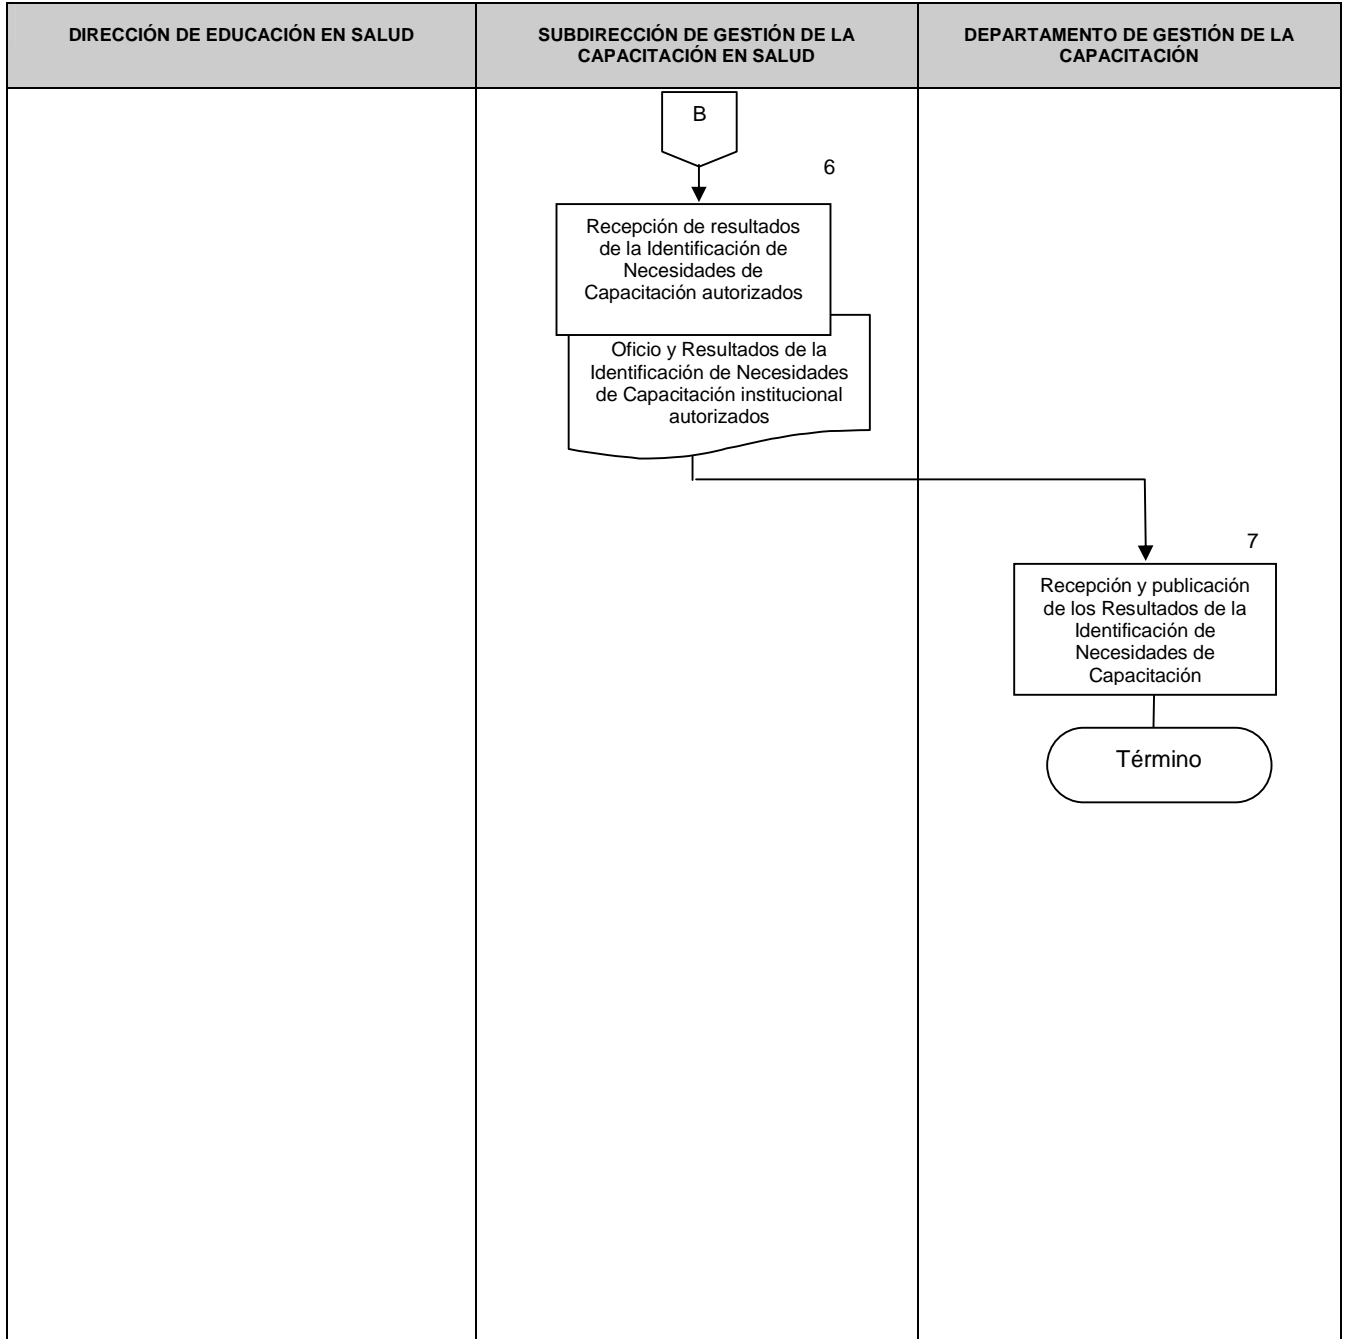 DIRECCIÓN DE EDUCACIÓN EN SALUD
SUBDIRECCIÓN DE GESTIÓN DE LA
CAPACITACIÓN EN SALUD
DEPARTAMENTO DE GESTIÓN DE LA
CAPACITACIÓN
B
6
Recepción de resultados
de la Identificación de
Necesidades de
Capacitación autorizados
Oficio y Resultados de la
Identificación de Necesidades
de Capacitación institucional
autorizados
7
Recepción y publicación
de los Resultados de la
Identificación de
Necesidades de
Capacitación
Término